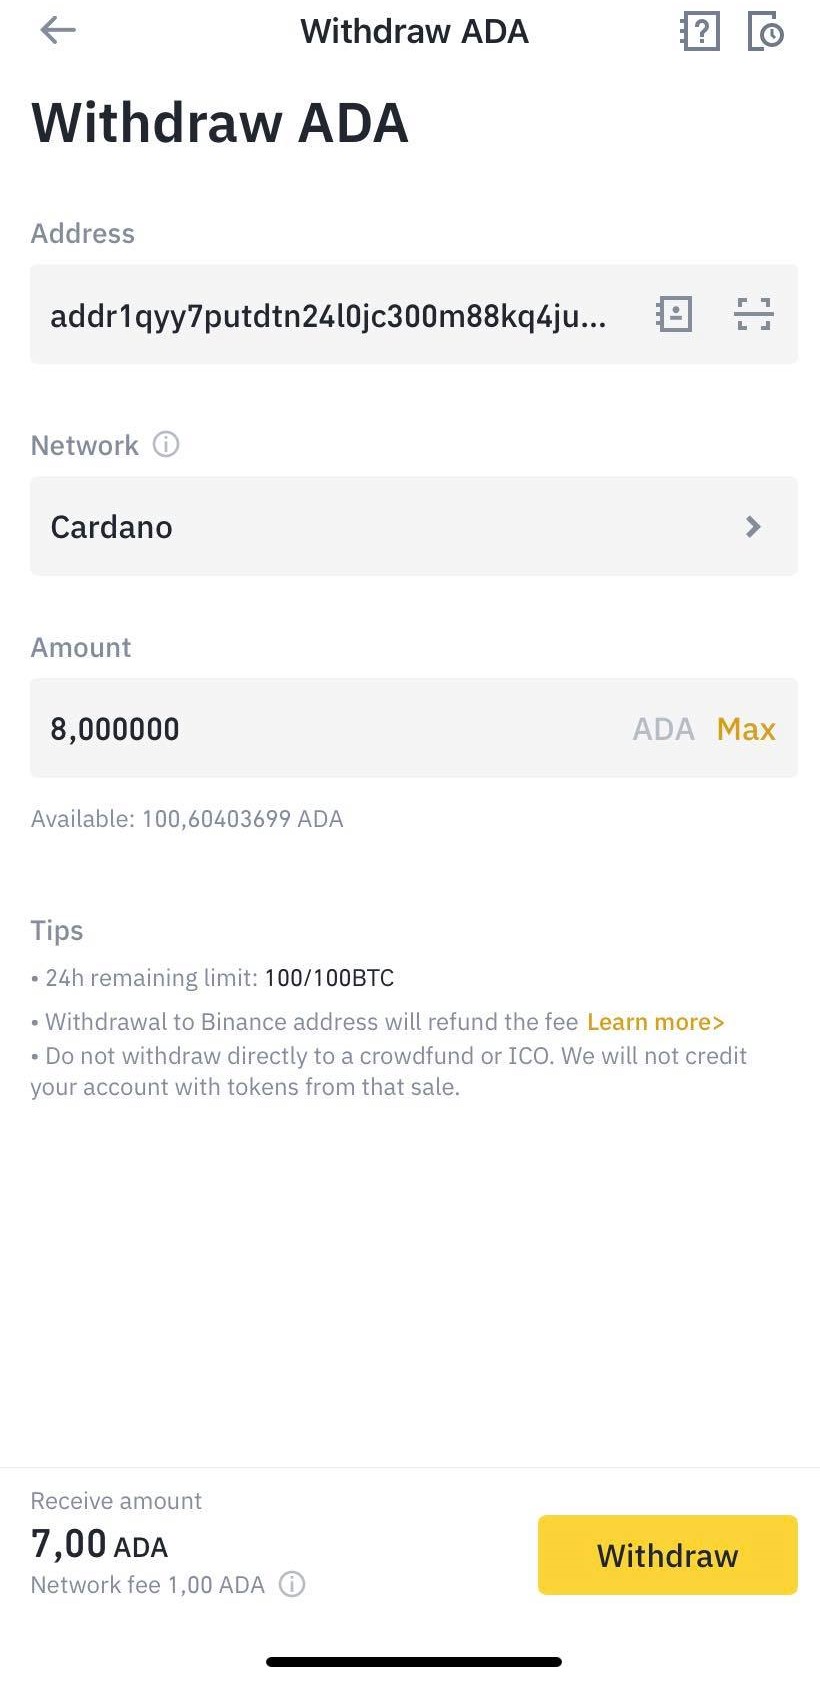 Withdraw ADA
Withdraw ADA
Address
addr1qyy7putdtn24l0jc300m88kq4ju...
Network
Cardano
Amount
8,000000 ADA Max
Available: 100,60403699 ADA
Tips
• 24h remaining limit: 100/100BTC
• Withdrawal to Binance address will refund the fee Learn more>
• Do not withdraw directly to a crowdfund or ICO. We will not credit
your account with tokens from that sale.
Receive amount
7,00 ADA
Network fee 1,00 ADA
Withdraw